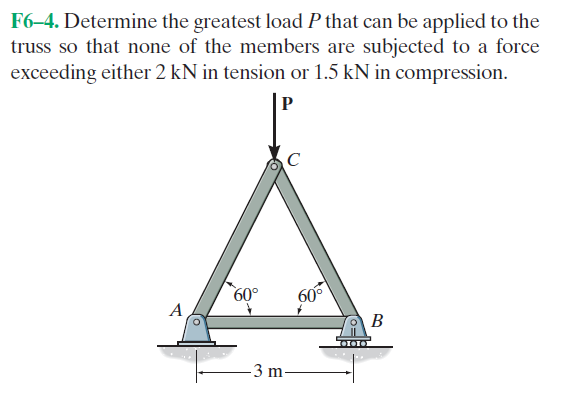 F6–4. Determine the greatest load P that can be applied to the
truss so that none of the members are subjected to a force
exceeding either 2 kN in tension or 1.5 kN in compression.
P
C
60° 60°
A
B
3 m